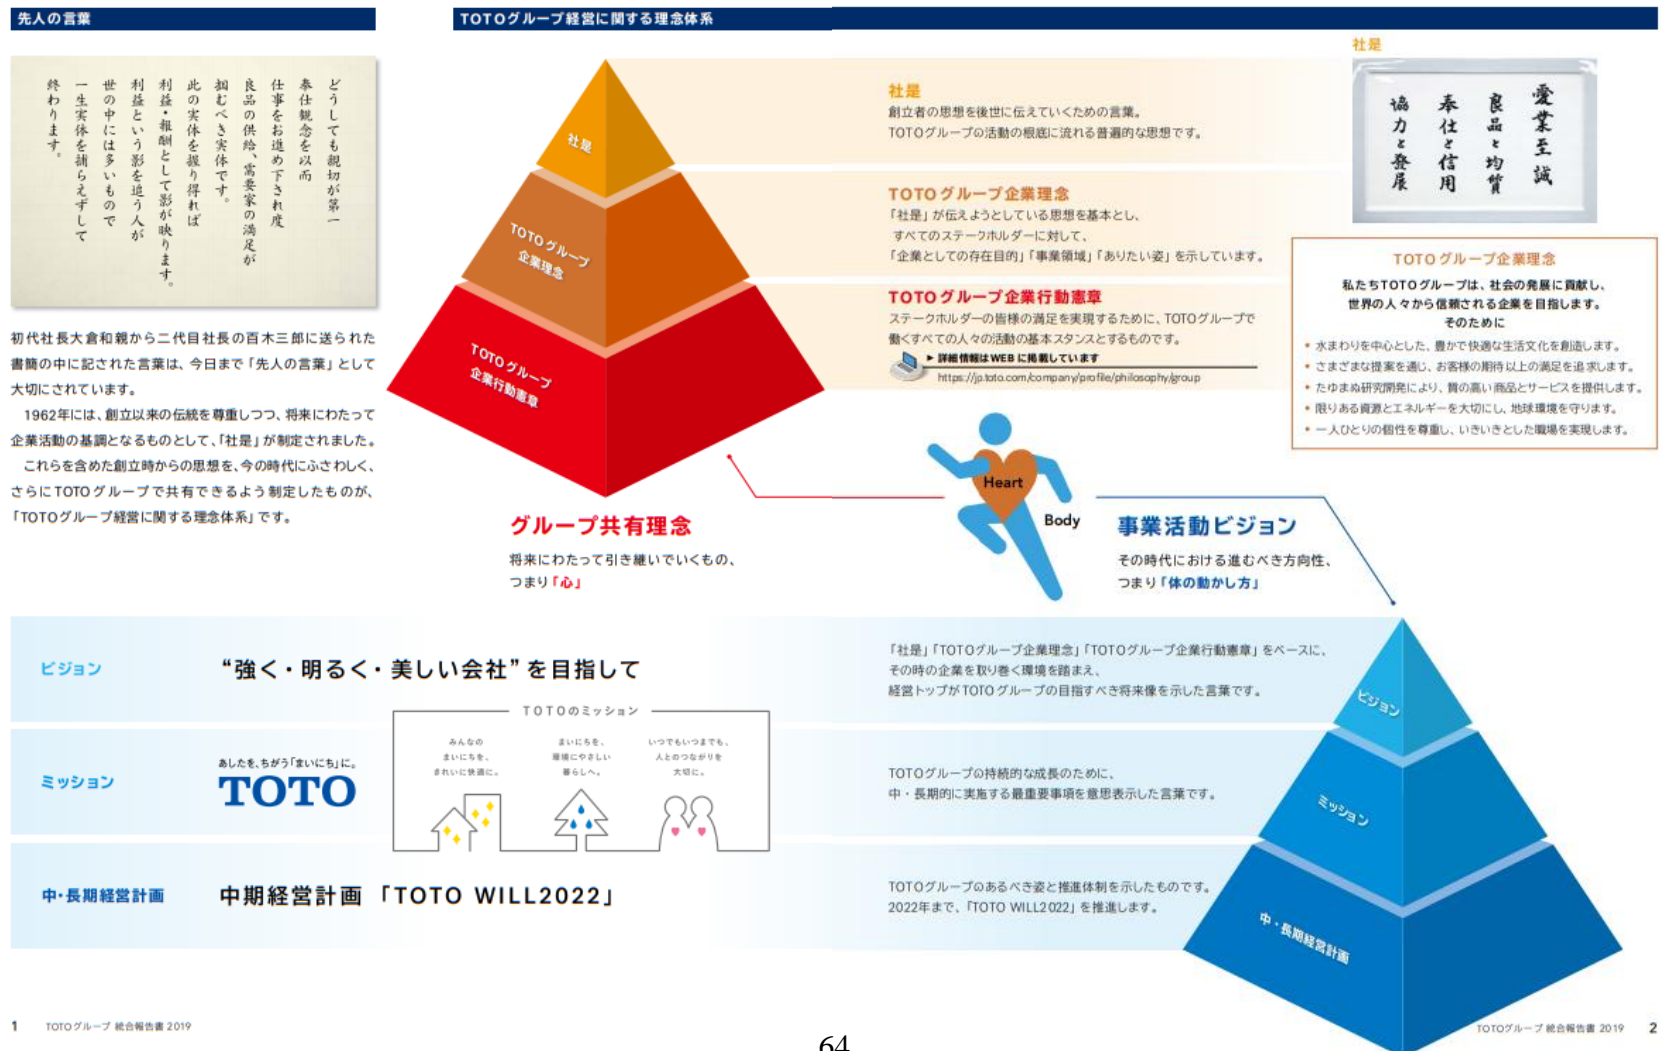 先人の言葉
どうしても親切が第一
奉仕観念を以而
仕事をお進め下され度
良品の供給、需要家の満足が
掴むべき実体です。
此の実体を握り得れば
利益・報酬として影が映ります。
利益という影を追う人が
世の中には多いもので
一生実体を捕らえずして
終わります。
初代社長大倉和親から二代目社長の百木三郎に送られた
書簡の中に記された言葉は、今日まで「先人の言葉」として
大切にされています。
1962年には、創立以来の伝統を尊重しつつ、将来にわたって
企業活動の基調となるものとして、「社是」が制定されました。
これらを含めた創立時からの思想を、今の時代にふさわしく、
さらにTOTOグループで共有できるよう制定したものが、
「TOTOグループ経営に関する理念体系」です。
TOTOグループ経営に関する理念体系
社是
TOTOグループ
企業理念
TOTOグループ
企業行動憲章
社是
創立者の思想を後世に伝えていくための言葉。
TOTOグループの活動の根底に流れる普遍的な思想です。
TOTOグループ企業理念
「社是」が伝えようとしている思想を基本とし、
すべてのステークホルダーに対して、
「企業としての存在目的」「事業領域」「ありたい姿」を示しています。
TOTOグループ企業行動憲章
ステークホルダーの皆様の満足を実現するために、TOTOグループで
働くすべての人々の活動の基本スタンスとするものです。
▶詳細情報はWEBに掲載しています
https://jp.toto.com/company/profile/philosophy/group
社是
愛業至誠
良品と均質
奉仕と信用
協力と発展
TOTOグループ企業理念
私たちTOTOグループは、社会の発展に貢献し、
世界の人々から信頼される企業を目指します。
そのために
• 水まわりを中心とした、豊かで快適な生活文化を創造します。
• さまざまな提案を通じ、お客様の期待以上の満足を追求します。
• たゆまぬ研究開発により、質の高い商品とサービスを提供します。
• 限りある資源とエネルギーを大切にし、地球環境を守ります。
• 一人ひとりの個性を尊重し、いきいきとした職場を実現します。
グループ共有理念
将来にわたって引き継いでいくもの、
つまり「心」
Heart
Body
事業活動ビジョン
その時代における進むべき方向性、
つまり「体の動かし方」
ビジョン
“強く・明るく・美しい会社”を目指して
「社是」「TOTOグループ企業理念」「TOTOグループ企業行動憲章」をベースに、
その時の企業を取り巻く環境を踏まえ、
経営トップがTOTOグループの目指すべき将来像を示した言葉です。
ビジョン
ミッション
あしたを、ちがう「まいにち」に。
TOTO
TOTOのミッション
みんなの
まいにちを、
きれいに快適に。
まいにちを、
環境にやさしい
暮らしへ。
いつでもいつまでも、
人とのつながりを
大切に。
TOTOグループの持続的な成長のために、
中・長期的に実施する最重要事項を意思表示した言葉です。
ミッション
中・長期経営計画
中期経営計画「TOTO WILL2022」
TOTOグループのあるべき姿と推進体制を示したものです。
2022年まで、「TOTO WILL2022」を推進します。
中・長期経営計画
1 TOTOグループ 統合報告書 2019
64
TOTOグループ 統合報告書 2019 2